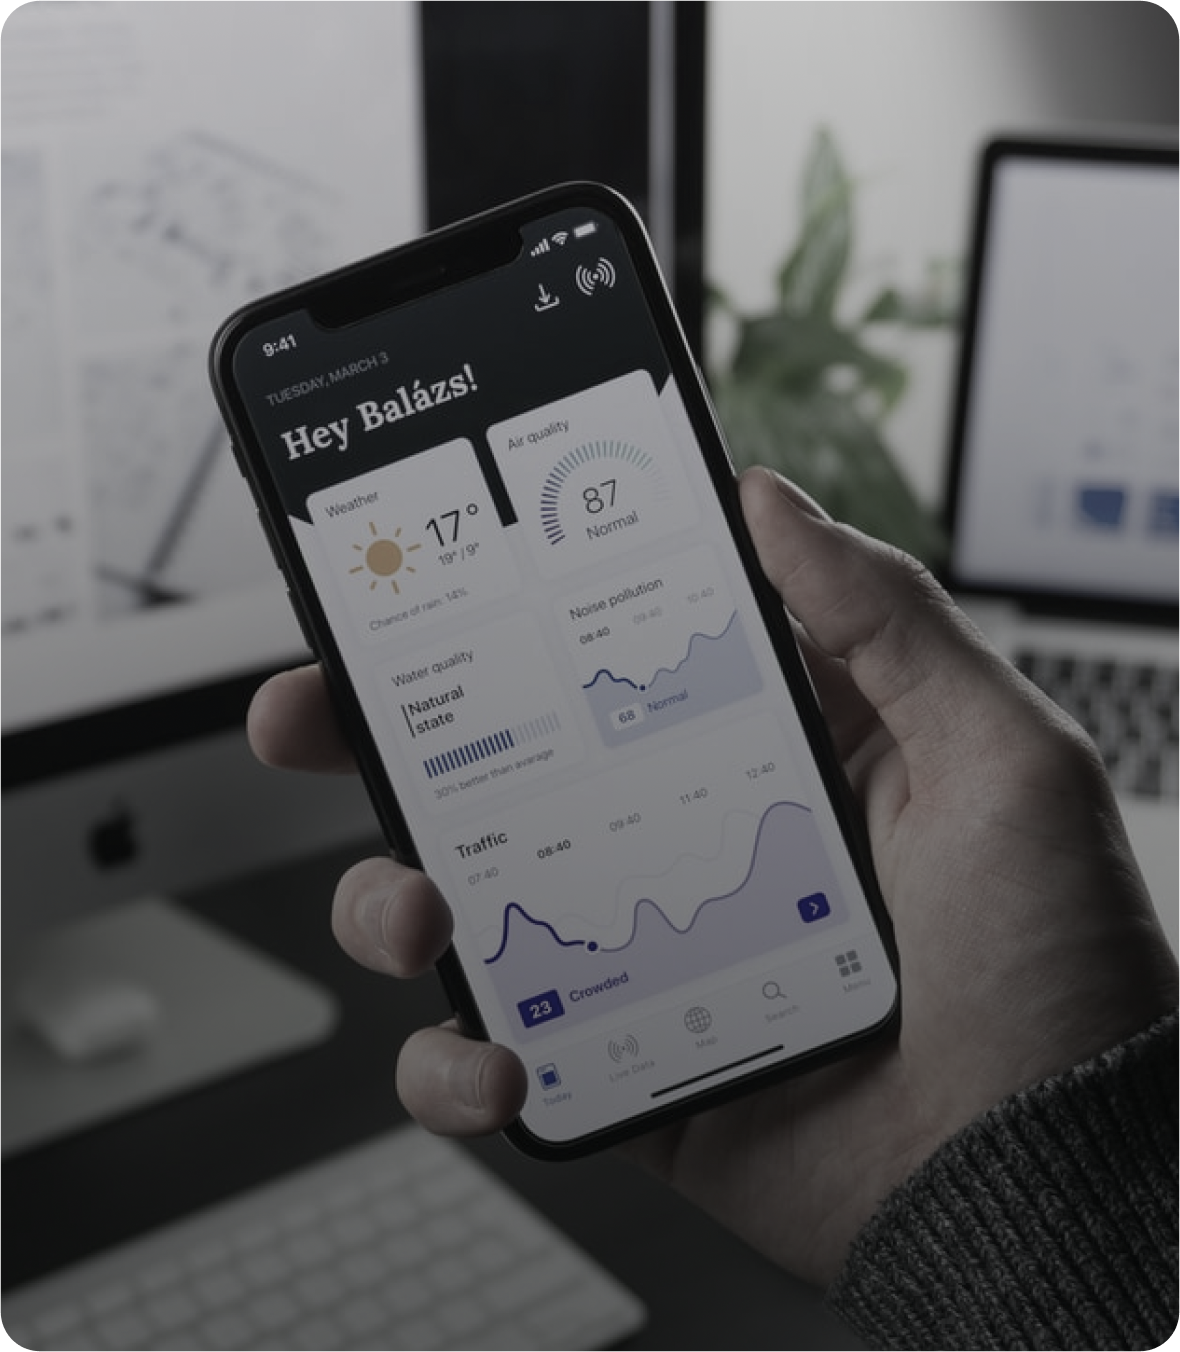 9:41
TUESDAY, MARCH 3
Hey Balázs!
Weather
17°
19° / 9°
Chance of rain: 14%
Air quality
87
Normal
Water quality
Natural
state
30% better than avarage
Noise pollution
08:40 09:40 10:40
68 Normal
Traffic
07:40 08:40 09:40 11:40 12:40
23 Crowded
Today Live Data Map Search Menu